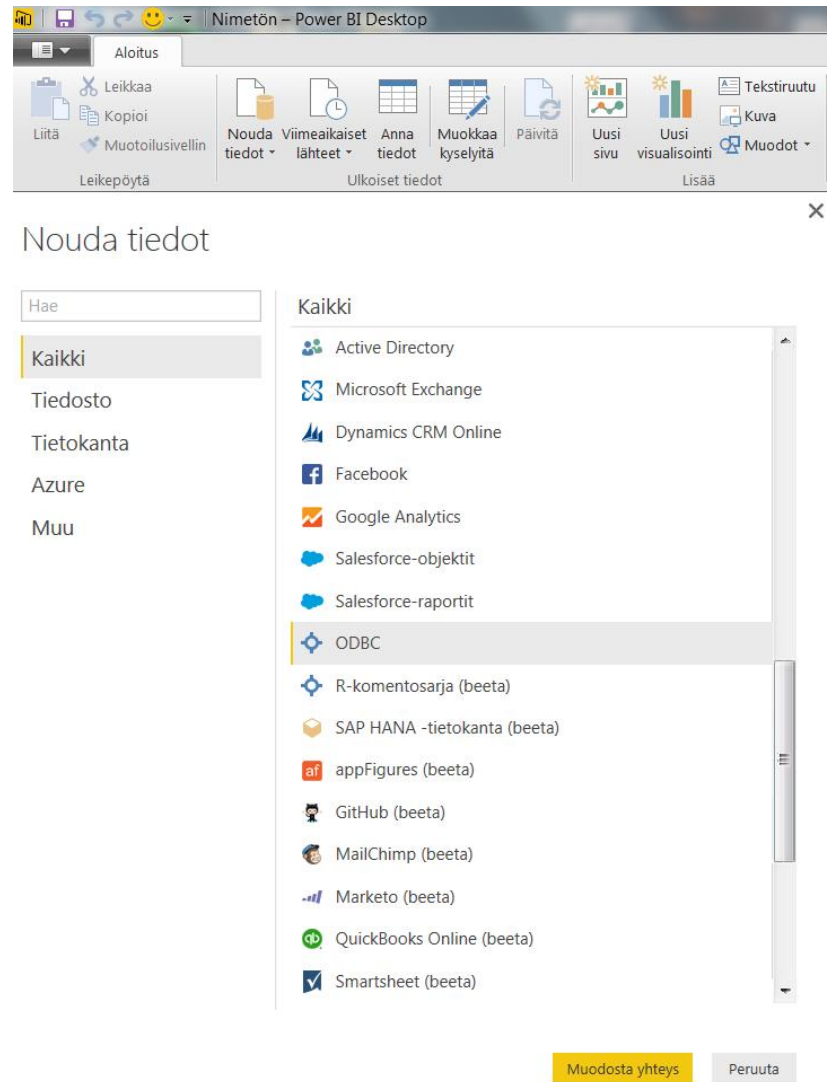 Nimetön – Power BI Desktop
Aloitus
Liitä
Leikkaa
Kopioi
Muotoilusivellin
Leikepöytä
Nouda tiedot
Viimeaikaiset lähteet
Anna tiedot
Muokkaa kyselyitä
Päivitä
Ulkoiset tiedot
Uusi sivu
Uusi visualisointi
Tekstiruutu
Kuva
Muodot
Lisää
Nouda tiedot
Hae
Kaikki
Tiedosto
Tietokanta
Azure
Muu
Kaikki
Active Directory
Microsoft Exchange
Dynamics CRM Online
Facebook
Google Analytics
Salesforce-objektit
Salesforce-raportit
ODBC
R-komentosarja (beeta)
SAP HANA -tietokanta (beeta)
af appFigures (beeta)
GitHub (beeta)
MailChimp (beeta)
Marketo (beeta)
qb QuickBooks Online (beeta)
Smartsheet (beeta)
Muodosta yhteys
Peruuta